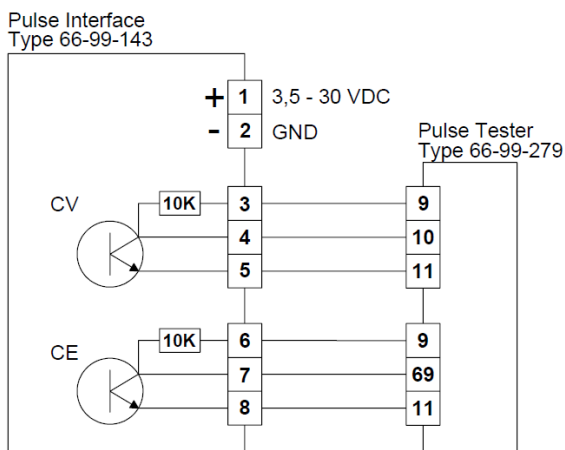 Pulse Interface
Type 66-99-143
+ 1 3,5 - 30 VDC
- 2 GND
Pulse Tester
Type 66-99-279
CV 10K 3 9
4 10
5 11
CE 10K 6 9
7 69
8 11